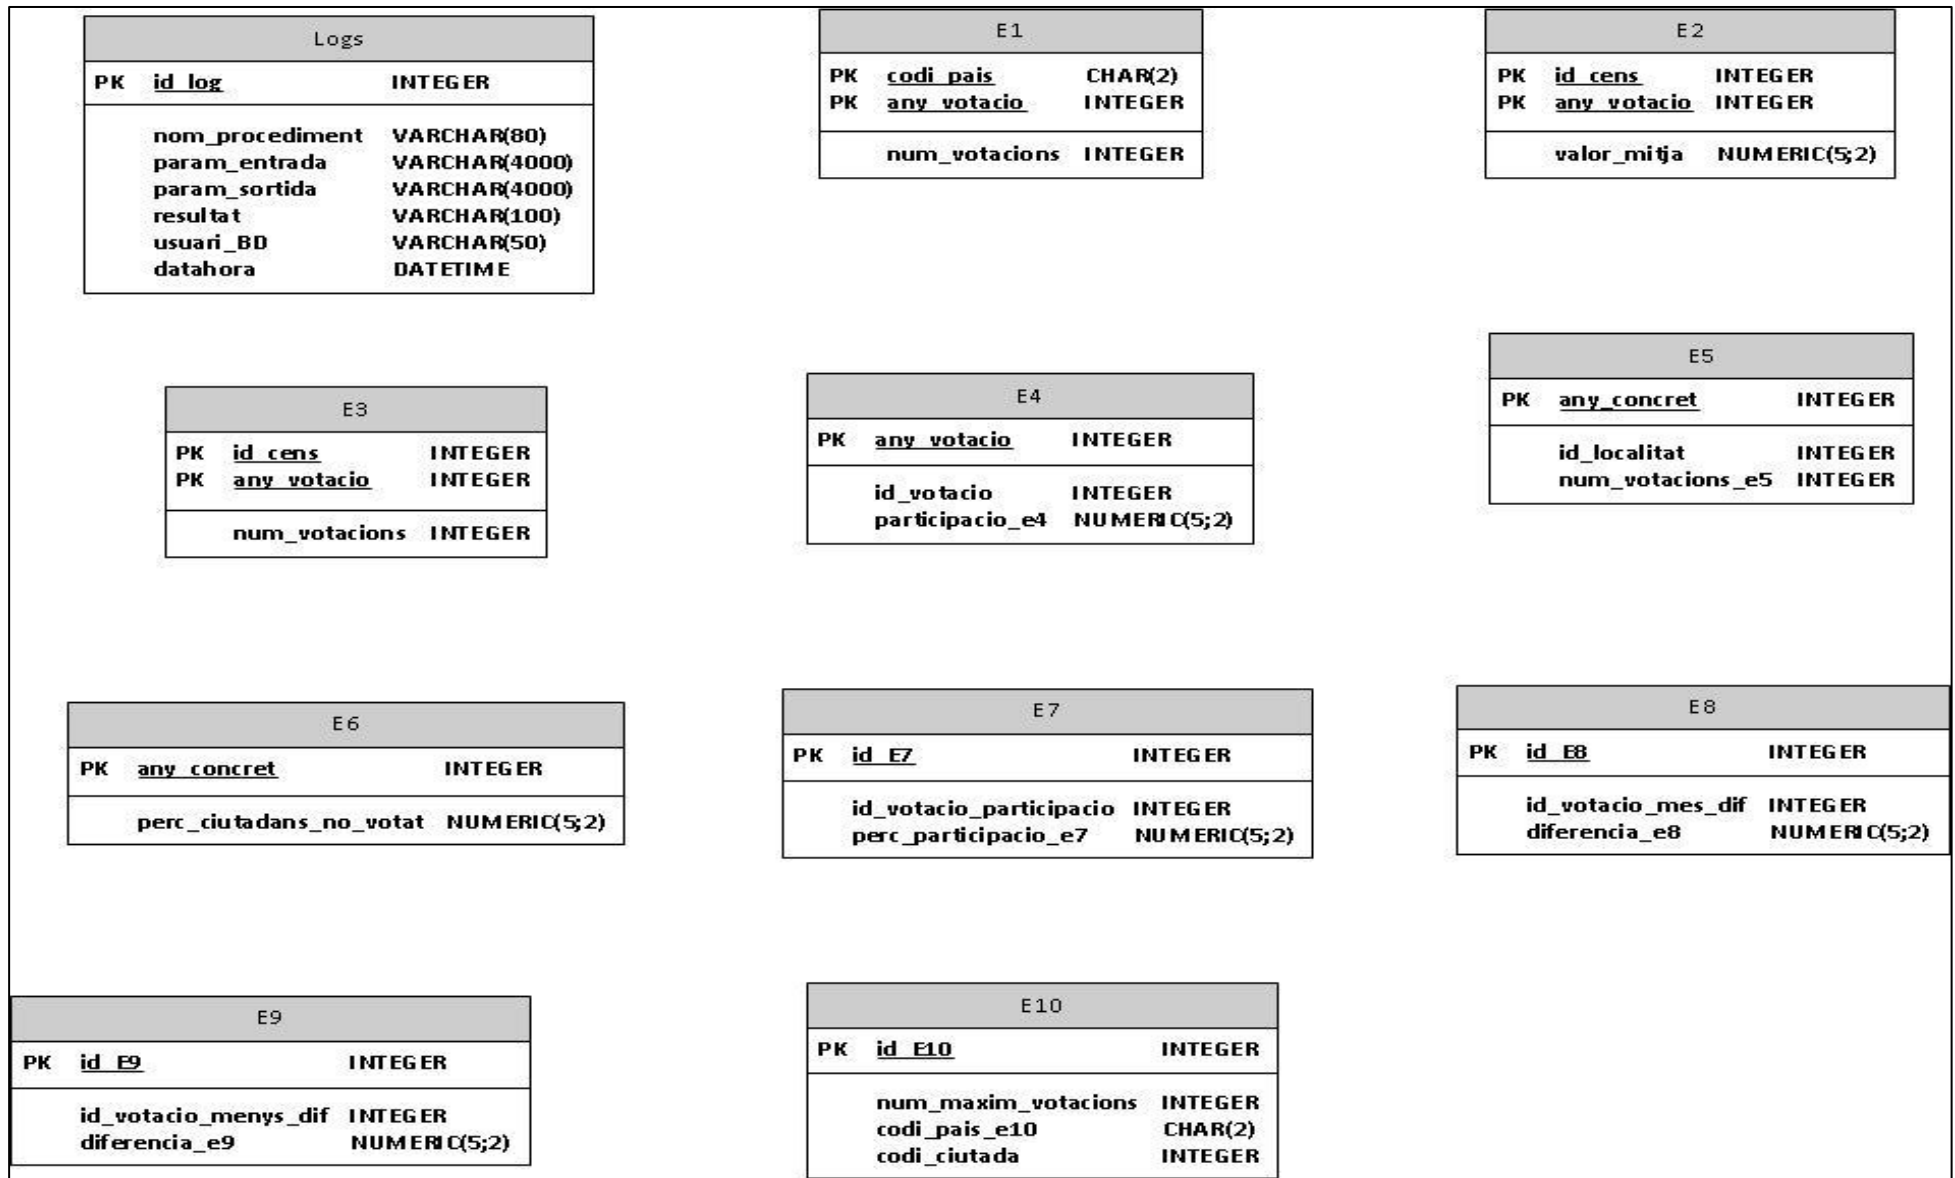 Logs
PK id_log INTEGER
nom_procediment VARCHAR(80)
param_entrada VARCHAR(4000)
param_sortida VARCHAR(4000)
resultat VARCHAR(100)
usuari_BD VARCHAR(50)
datahora DATETIME
E1
PK codi_pais CHAR(2)
PK any_votacio INTEGER
num_votacions INTEGER
E2
PK id_cens INTEGER
PK any_votacio INTEGER
valor_mitja NUMERIC(5;2)
E3
PK id_cens INTEGER
PK any_votacio INTEGER
num_votacions INTEGER
E4
PK any_votacio INTEGER
id_votacio INTEGER
participacio_e4 NUMERIC(5;2)
E5
PK any_concret INTEGER
id_localitat INTEGER
num_votacions_e5 INTEGER
E6
PK any_concret INTEGER
perc_ciutadans_no_votat NUMERIC(5;2)
E7
PK id_E7 INTEGER
id_votacio_participacio INTEGER
perc_participacio_e7 NUMERIC(5;2)
E8
PK id_E8 INTEGER
id_votacio_mes_dif INTEGER
diferencia_e8 NUMERIC(5;2)
E9
PK id_E9 INTEGER
id_votacio_menys_dif INTEGER
diferencia_e9 NUMERIC(5;2)
E10
PK id_E10 INTEGER
num_maxim_votacions INTEGER
codi_pais_e10 CHAR(2)
codi_ciutada INTEGER